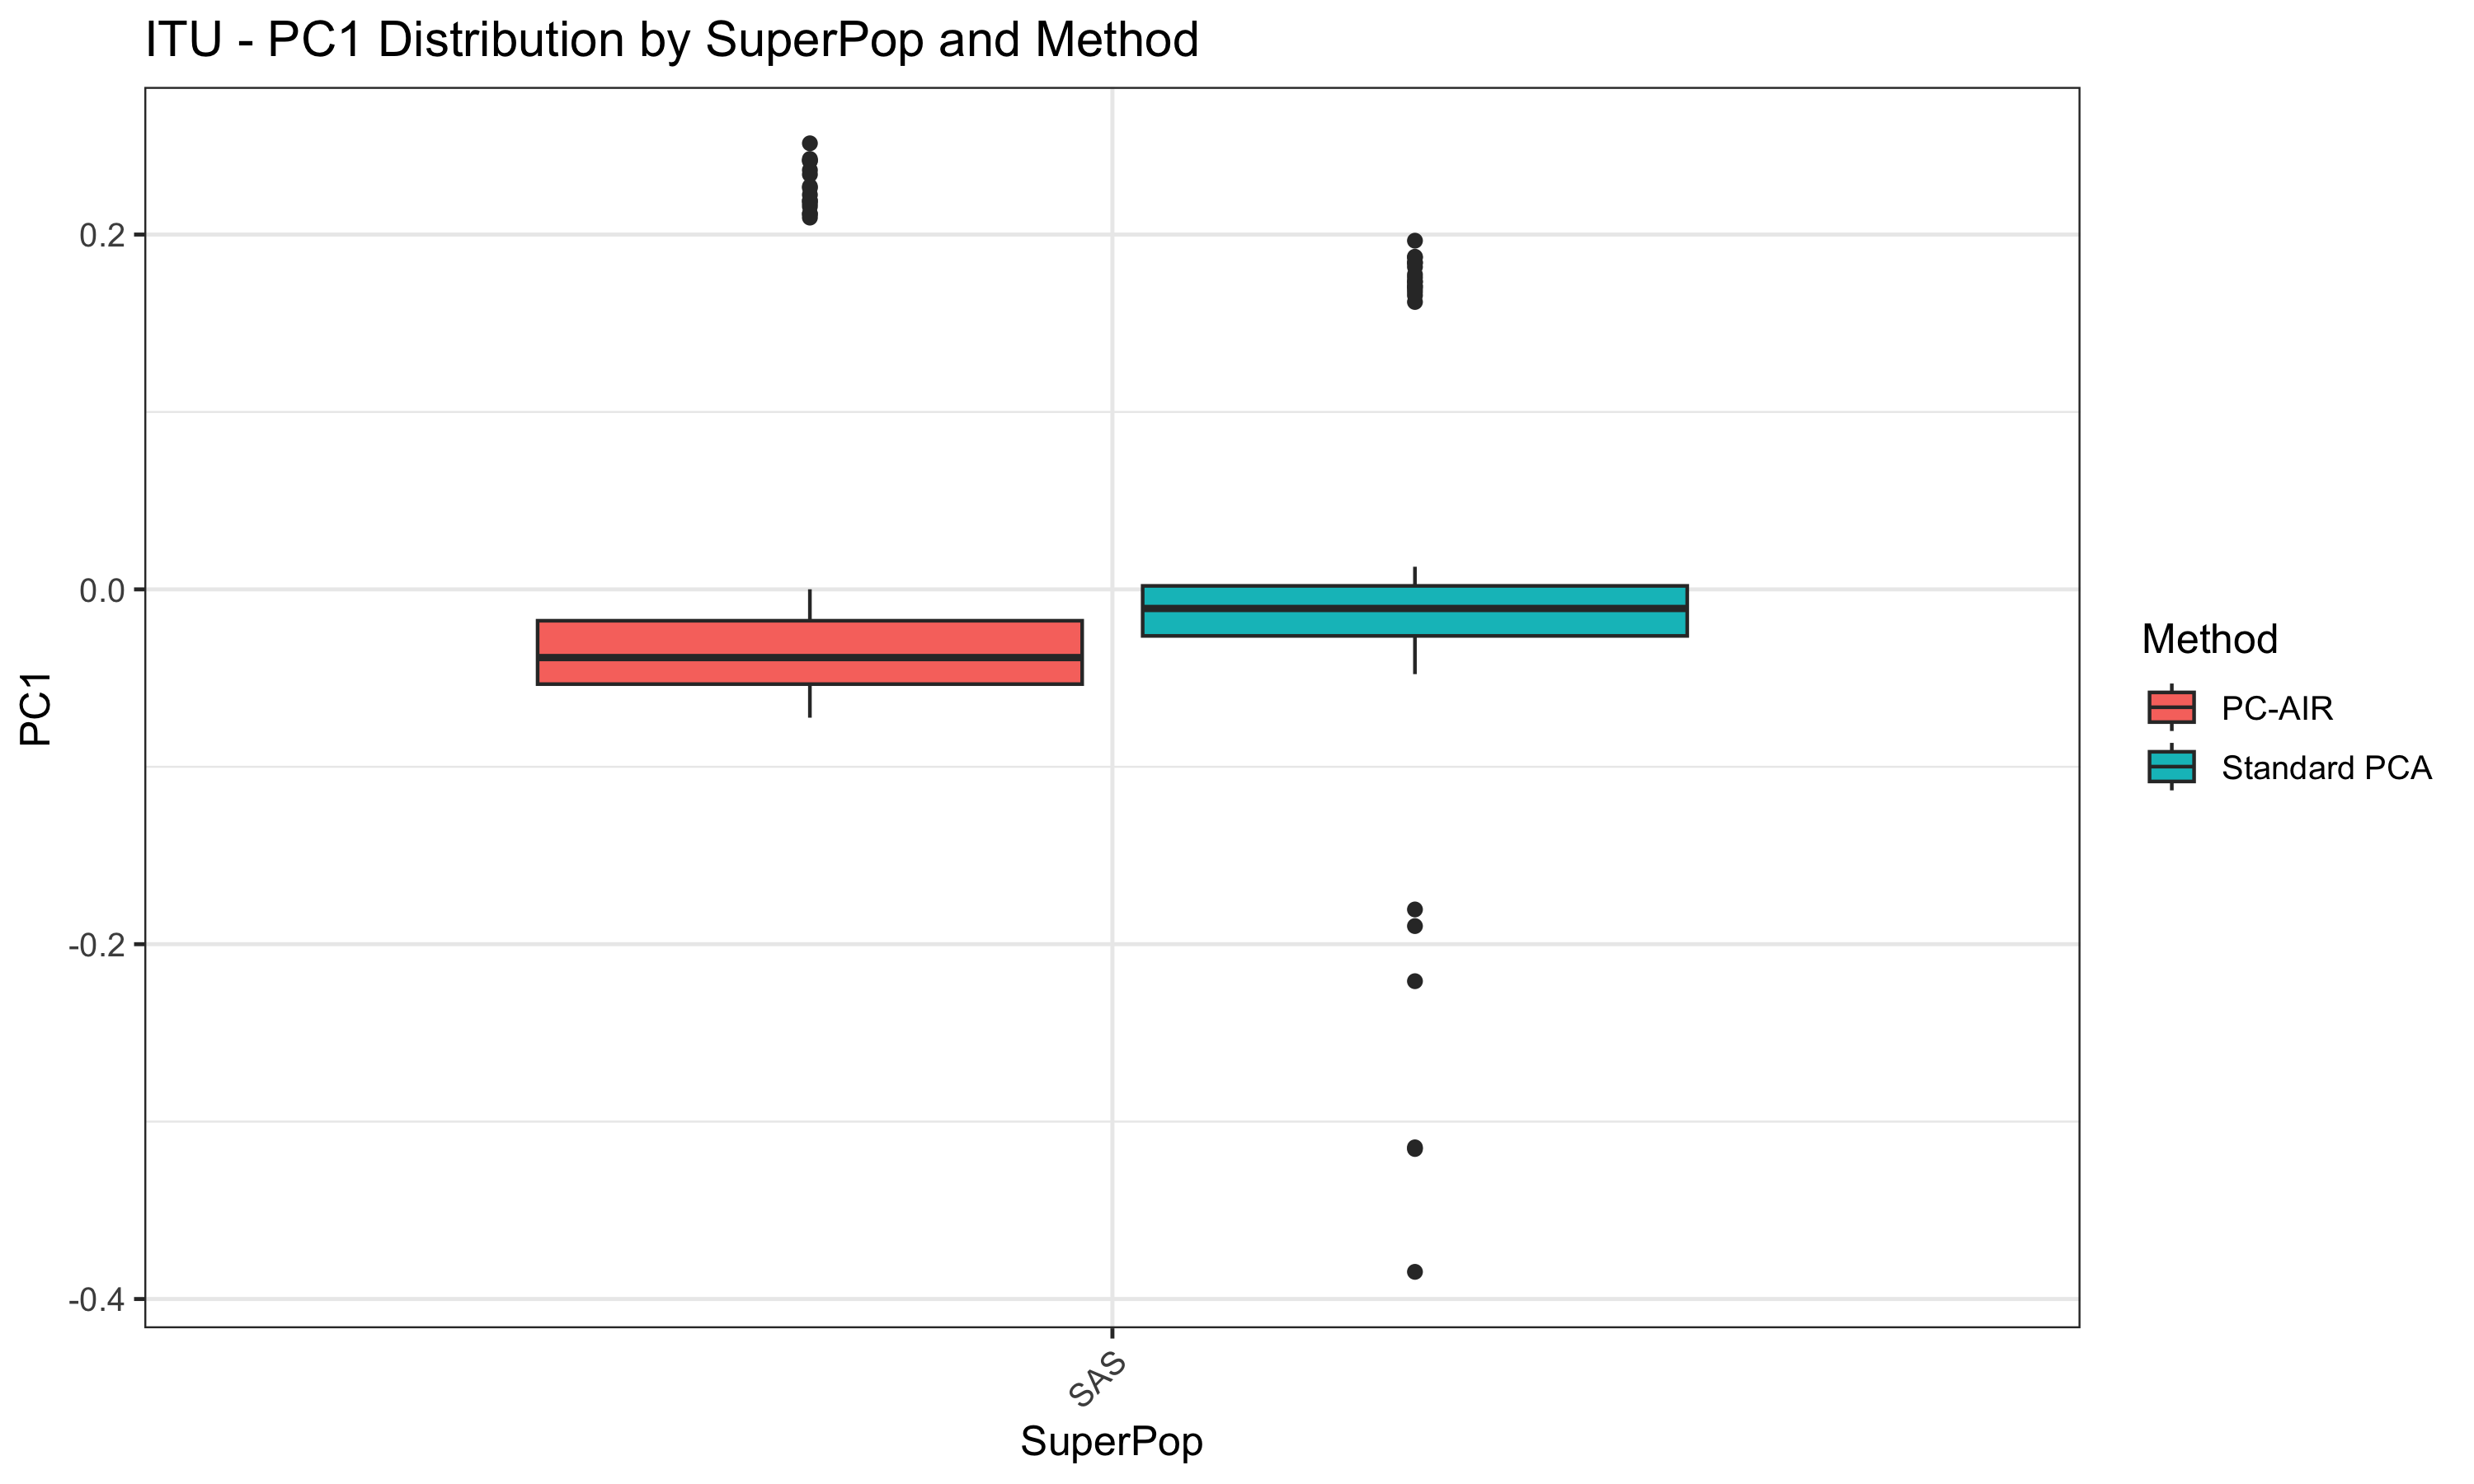 ITU - PC1 Distribution by SuperPop and Method
0.2
0.0
-0.2
-0.4
PC1
SAS
SuperPop
Method
PC-AIR
Standard PCA